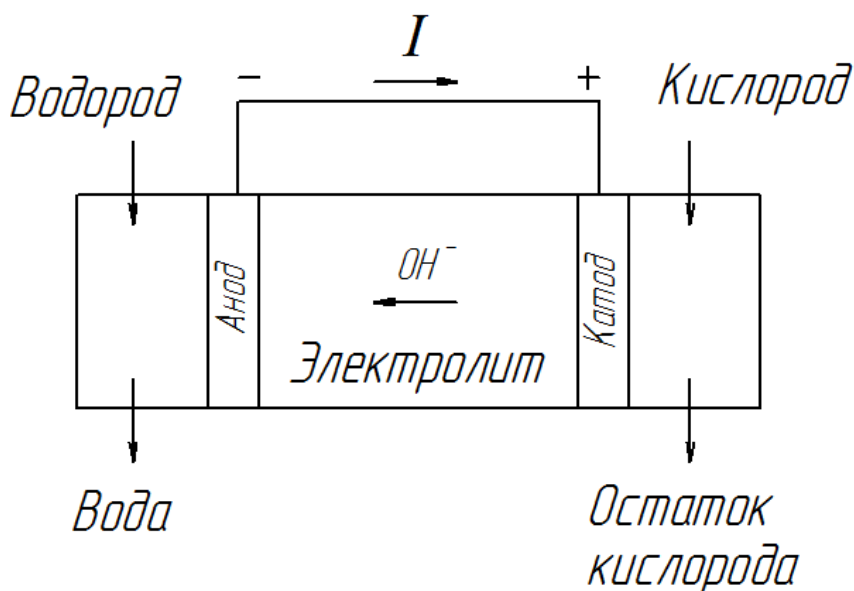 I
− +
Водород
Кислород
Анод
OH⁻
Катод
Электролит
Вода
Остаток
кислорода